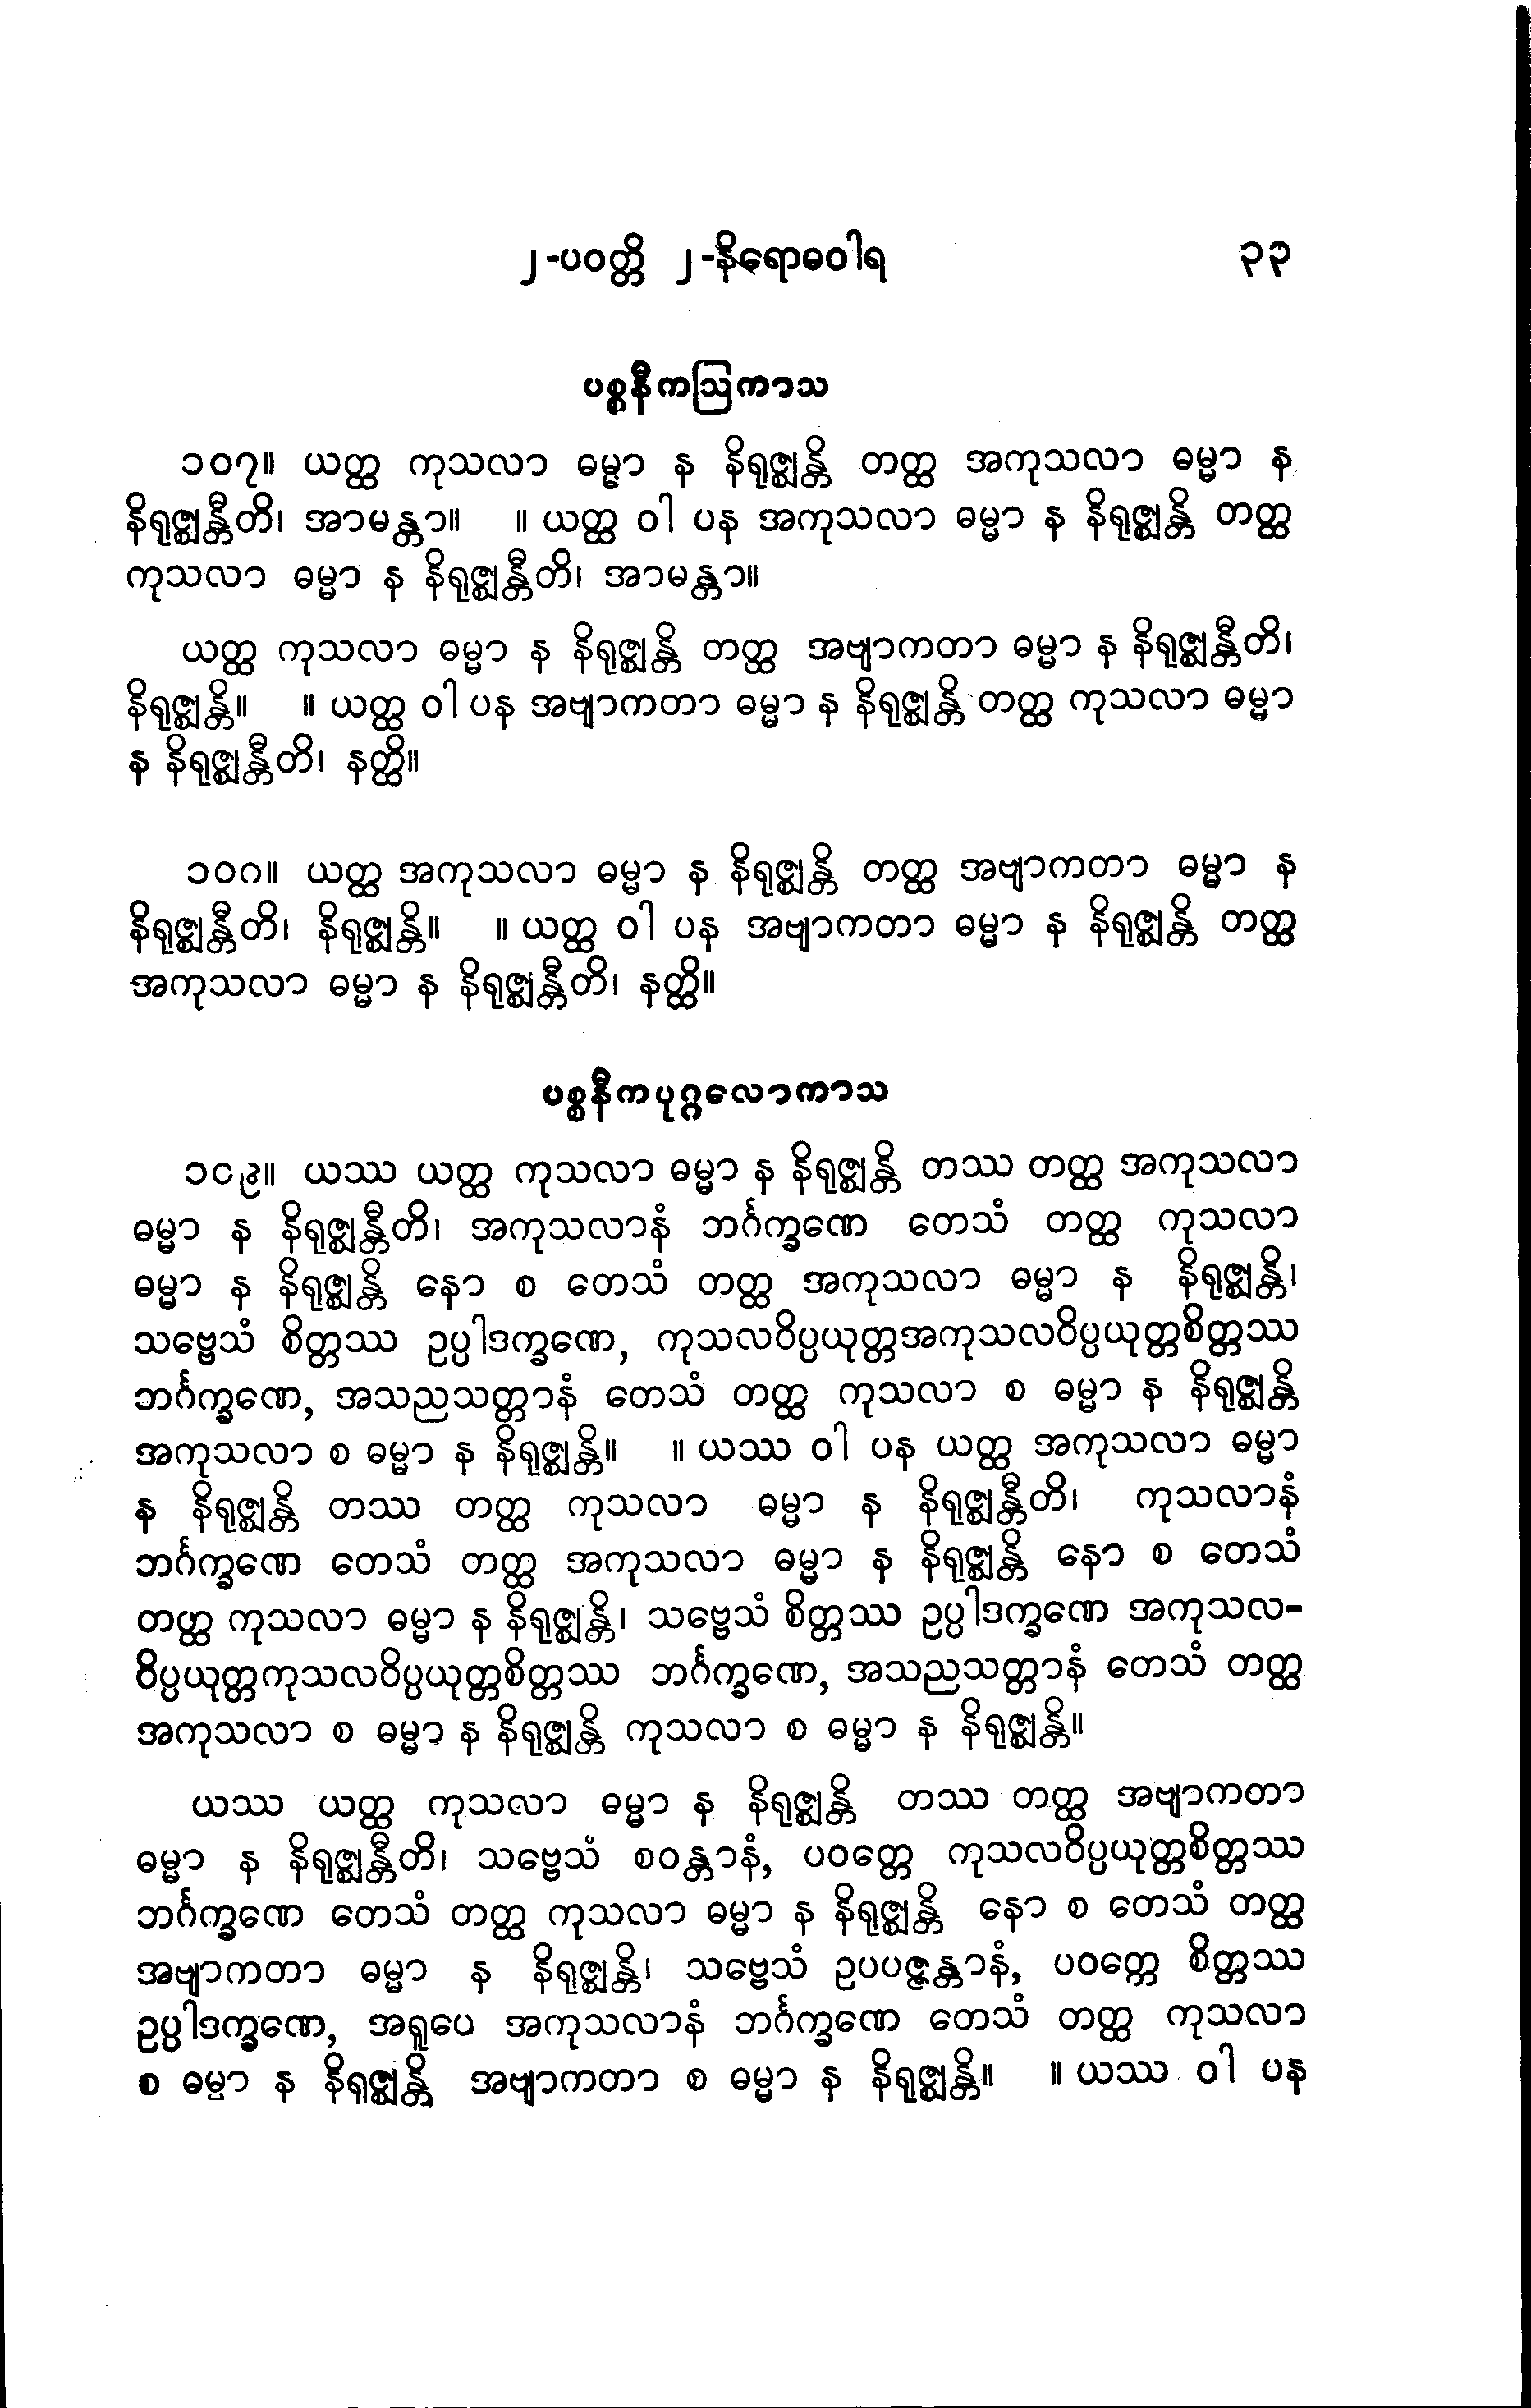 ၂-ပဝတ္တိ ၂-နိရောဓဝါရ ၃၃
ပစ္စနီကဩကာသ
၁၀၇။ ယတ္ထ ကုသလာ ဓမ္မာ န နိရုဇ္ဈန္တိ တတ္ထ အကုသလာ ဓမ္မာ န
နိရုဇ္ဈန္တီတိ၊ အာမန္တာ။ ။ ယတ္ထ ဝါ ပန အကုသလာ ဓမ္မာ န နိရုဇ္ဈန္တိ တတ္ထ
ကုသလာ ဓမ္မာ န နိရုဇ္ဈန္တီတိ၊ အာမန္တာ။
ယတ္ထ ကုသလာ ဓမ္မာ န နိရုဇ္ဈန္တိ တတ္ထ အဗျာကတာ ဓမ္မာ န နိရုဇ္ဈန္တီတိ၊
နိရုဇ္ဈန္တိ။ ။ ယတ္ထ ဝါ ပန အဗျာကတာ ဓမ္မာ န နိရုဇ္ဈန္တိ တတ္ထ ကုသလာ ဓမ္မာ
န နိရုဇ္ဈန္တီတိ၊ နတ္ထိ။
၁၀၈။ ယတ္ထ အကုသလာ ဓမ္မာ န နိရုဇ္ဈန္တိ တတ္ထ အဗျာကတာ ဓမ္မာ န
နိရုဇ္ဈန္တီတိ၊ နိရုဇ္ဈန္တိ။ ။ ယတ္ထ ဝါ ပန အဗျာကတာ ဓမ္မာ န နိရုဇ္ဈန္တိ တတ္ထ
အကုသလာ ဓမ္မာ န နိရုဇ္ဈန္တီတိ၊ နတ္ထိ။
ပစ္စနီကပုဂ္ဂလောကာသ
၁၀၉။ ယဿ ယတ္ထ ကုသလာ ဓမ္မာ န နိရုဇ္ဈန္တိ တဿ တတ္ထ အကုသလာ
ဓမ္မာ န နိရုဇ္ဈန္တီတိ၊ အကုသလာနံ ဘင်္ဂက္ခဏေ တေသံ တတ္ထ ကုသလာ
ဓမ္မာ န နိရုဇ္ဈန္တိ နော စ တေသံ တတ္ထ အကုသလာ ဓမ္မာ န နိရုဇ္ဈန္တိ၊
သဗ္ဗေသံ စိတ္တဿ ဥပ္ပါဒက္ခဏေ, ကုသလဝိပ္ပယုတ္တအကုသလဝိပ္ပယုတ္တစိတ္တဿ
ဘင်္ဂက္ခဏေ, အသညသတ္တာနံ တေသံ တတ္ထ ကုသလာ စ ဓမ္မာ န နိရုဇ္ဈန္တိ
အကုသလာ စ ဓမ္မာ န နိရုဇ္ဈန္တိ။ ။ ယဿ ဝါ ပန ယတ္ထ အကုသလာ ဓမ္မာ
န နိရုဇ္ဈန္တိ တဿ တတ္ထ ကုသလာ ဓမ္မာ န နိရုဇ္ဈန္တီတိ၊ ကုသလာနံ
ဘင်္ဂက္ခဏေ တေသံ တတ္ထ အကုသလာ ဓမ္မာ န နိရုဇ္ဈန္တိ နော စ တေသံ
တတ္ထ ကုသလာ ဓမ္မာ န နိရုဇ္ဈန္တိ၊ သဗ္ဗေသံ စိတ္တဿ ဥပ္ပါဒက္ခဏေ အကုသလ-
ဝိပ္ပယုတ္တကုသလဝိပ္ပယုတ္တစိတ္တဿ ဘင်္ဂက္ခဏေ, အသညသတ္တာနံ တေသံ တတ္ထ
အကုသလာ စ ဓမ္မာ န နိရုဇ္ဈန္တိ ကုသလာ စ ဓမ္မာ န နိရုဇ္ဈန္တိ။
ယဿ ယတ္ထ ကုသလာ ဓမ္မာ န နိရုဇ္ဈန္တိ တဿ တတ္ထ အဗျာကတာ
ဓမ္မာ န နိရုဇ္ဈန္တီတိ၊ သဗ္ဗေသံ စဝန္တာနံ, ပဝတ္တေ ကုသလဝိပ္ပယုတ္တစိတ္တဿ
ဘင်္ဂက္ခဏေ တေသံ တတ္ထ ကုသလာ ဓမ္မာ န နိရုဇ္ဈန္တိ နော စ တေသံ တတ္ထ
အဗျာကတာ ဓမ္မာ န နိရုဇ္ဈန္တိ၊ သဗ္ဗေသံ ဥပပဇ္ဇန္တာနံ, ပဝတ္တေ စိတ္တဿ
ဥပ္ပါဒက္ခဏေ, အရူပေ အကုသလာနံ ဘင်္ဂက္ခဏေ တေသံ တတ္ထ ကုသလာ
စ ဓမ္မာ န နိရုဇ္ဈန္တိ အဗျာကတာ စ ဓမ္မာ န နိရုဇ္ဈန္တိ။ ။ ယဿ ဝါ ပန